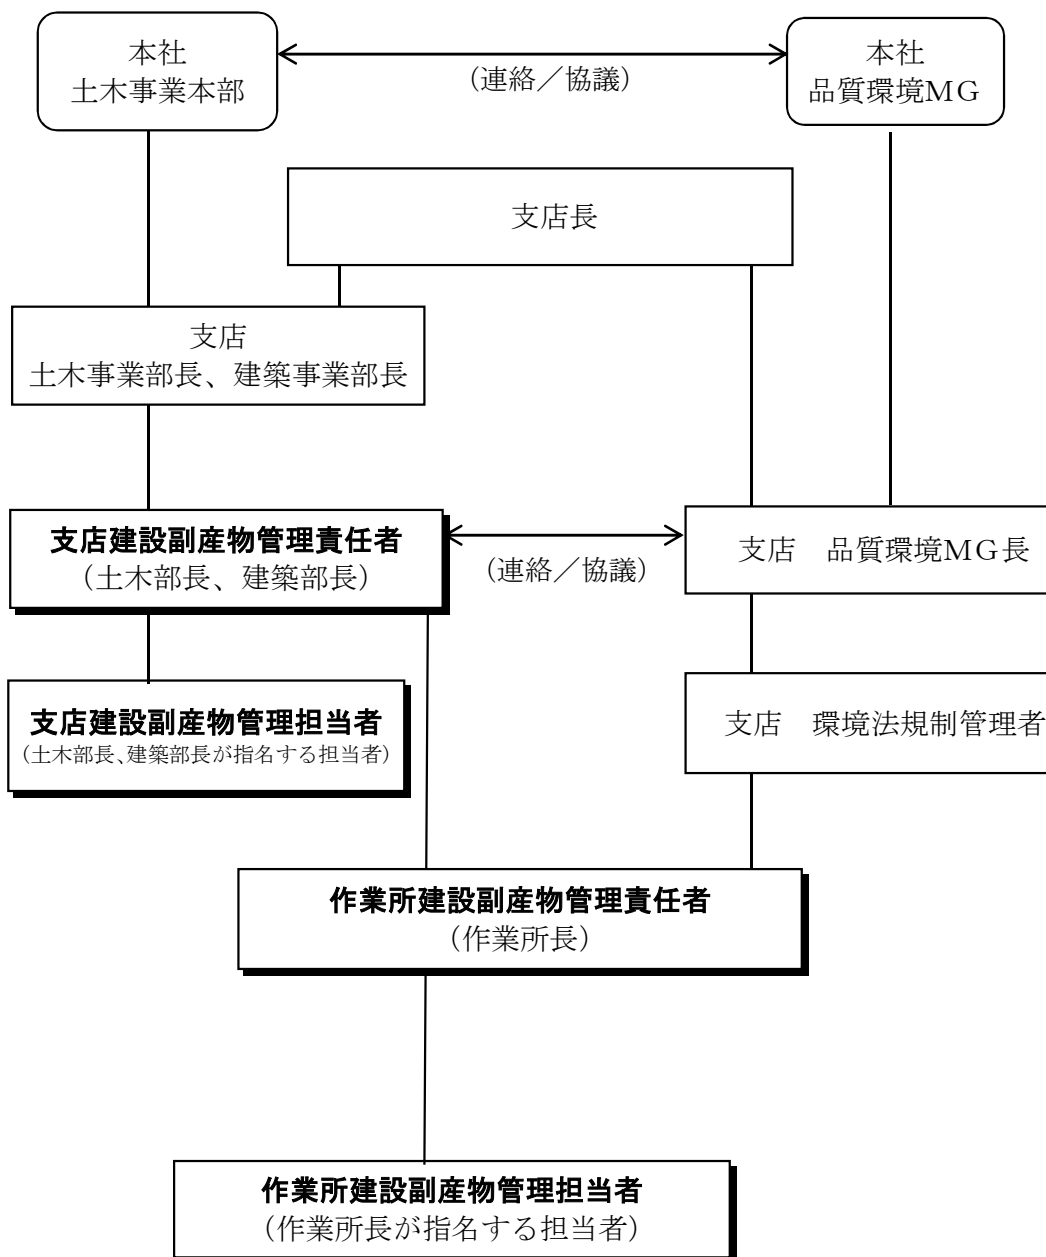 本社
土木事業本部
(連絡／協議)
本社
品質環境MG
支店長
支店
土木事業部長、建築事業部長
支店建設副産物管理責任者
(土木部長、建築部長)
(連絡／協議)
支店　品質環境MG長
支店建設副産物管理担当者
(土木部長、建築部長が指名する担当者)
支店　環境法規制管理者
作業所建設副産物管理責任者
(作業所長)
作業所建設副産物管理担当者
(作業所長が指名する担当者)